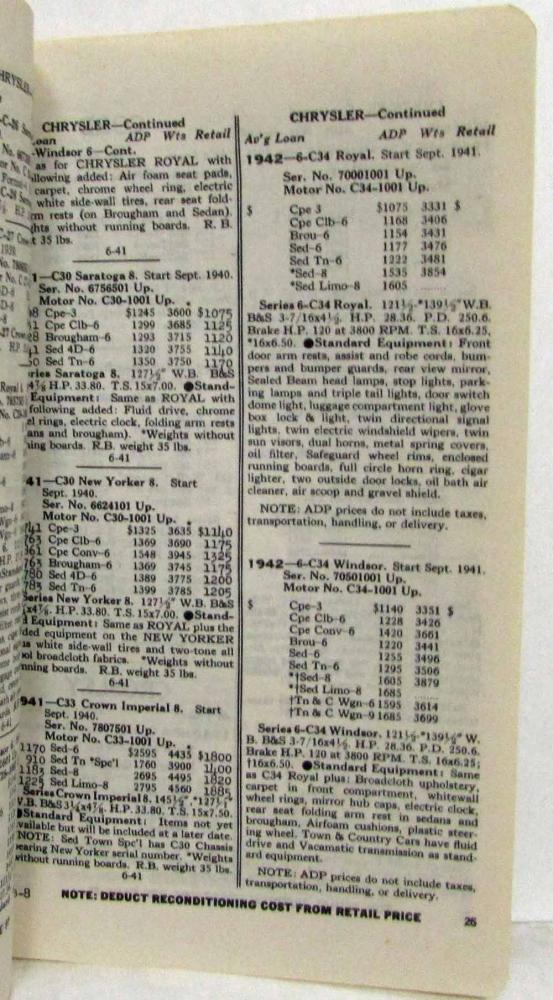 CHRYSLER—Continued
Loan ADP Wts Retail
-Windsor 6—Cont.
as for CHRYSLER ROYAL with
following added: Air foam seat pads,
carpet, chrome wheel ring, electric
white side-wall tires, rear seat fold-
rm rests (on Brougham and Sedan).
ghts without running boards. R. B.
t 35 lbs.
6-41
1—C30 Saratoga 8. Start Sept. 1940.
Ser. No. 6756501 Up.
Motor No. C30-1001 Up.
Cpe-3 $1245 3600 $1075
Cpe Clb-6 1299 3685 1125
Brougham-6 1293 3715 1120
Sed 4D-6 1320 3755 1140
Sed Tn-6 1350 3750 1170
ries Saratoga 8. 127½" W.B. B&S
4⅞ H.P. 33.80. T.S. 15x7.00. ●Stand-
Equipment: Same as ROYAL with
following added: Fluid drive, chrome
el rings, electric clock, folding arm rests
ans and brougham). *Weights without
ning boards. R.B. weight 35 lbs.
6-41
41—C30 New Yorker 8. Start
Sept. 1940.
Ser. No. 6624101 Up.
Motor No. C30-1001 Up.
Cpe-3 $1325 3635 $1140
763 Cpe Clb-6 1369 3690 1175
861 Cpe Conv-6 1548 3945 1325
763 Brougham-6 1369 3745 1175
780 Sed 4D-6 1389 3775 1200
785 Sed Tn-6 1399 3785 1205
Series New Yorker 8. 127½" W.B. B&S
x4⅞. H.P. 33.80. T.S. 15x7.00. ●Stand-
d Equipment: Same as ROYAL plus the
ded equipment on the NEW YORKER
us white side-wall tires and two-tone all
ol broadcloth fabrics. *Weights without
nning boards. R.B. weight 35 lbs.
6-41
941—C33 Crown Imperial 8. Start
Sept. 1940.
Ser. No. 7807501 Up.
Motor No. C33-1001 Up.
1170 Sed-6 $2595 4435 $1800
910 Sed Tn *Spc'l 1760 3900 1400
1185 Sed-8 2695 4495 1820
1225 Sed Limo-8 2795 4560 1885
Series Crown Imperial 8. 145½". *127½"
W.B. B&S 3¼x4⅞. H.P. 33.80. T.S. 15x7.50.
●Standard Equipment: Items not yet
vailable but will be included at a later date.
NOTE: Sed Town Spc'l has C30 Chassis
earing New Yorker serial number. *Weights
without running boards. R.B. weight 35 lbs.
6-41
CHRYSLER—Continued
Av'g Loan ADP Wts Retail
1942—6-C34 Royal. Start Sept. 1941.
Ser. No. 70001001 Up.
Motor No. C34-1001 Up.
$ Cpe 3 $1075 3331 $
Cpe Clb-6 1168 3406
Brou-6 1154 3431
Sed-6 1177 3476
Sed Tn-6 1222 3481
*Sed-8 1535 3854
*Sed Limo-8 1605 ......
Series 6-C34 Royal. 121½-*139½" W.B.
B&S 3-7/16x4½. H.P. 28.36. P.D. 250.6.
Brake H.P. 120 at 3800 RPM. T.S. 16x6.25,
*16x6.50. ●Standard Equipment: Front
door arm rests, assist and robe cords, bum-
pers and bumper guards, rear view mirror,
Sealed Beam head lamps, stop lights, park-
ing lamps and triple tail lights, door switch
dome light, luggage compartment light, glove
box lock & light, twin directional signal
lights, twin electric windshield wipers, twin
sun visors, dual horns, metal spring covers,
oil filter, Safeguard wheel rims, enclosed
running boards, full circle horn ring, cigar
lighter, two outside door locks, oil bath air
cleaner, air scoop and gravel shield.
NOTE: ADP prices do not include taxes,
transportation, handling, or delivery.
1942—6-C34 Windsor. Start Sept. 1941.
Ser. No. 70501001 Up.
Motor No. C34-1001 Up.
$ Cpe-3 $1140 3351 $
Cpe Clb-6 1228 3426
Cpe Conv-6 1420 3661
Brou-6 1220 3441
Sed-6 1255 3496
Sed Tn-6 1295 3506
*†Sed-8 1605 3879
*†Sed Limo-8 1685 ......
†Tn & C Wgn-6 1595 3614
†Tn & C Wgn-9 1685 3699
Series 6-C34 Windsor. 121½-*139½" W.
B. B&S 3-7/16x4½. H.P. 28.36. P.D. 250.6.
Brake H.P. 120 at 3800 RPM. T.S. 16x6.25;
†16x6.50. ●Standard Equipment: Same
as C34 Royal plus: Broadcloth upholstery,
carpet in front compartment, whitewall
wheel rings, mirror hub caps, electric clock,
rear seat folding arm rest in sedans and
brougham, Airfoam cushions, plastic steer-
ing wheel. Town & Country Cars have fluid
drive and Vacamatic transmission as stand-
ard equipment.
NOTE: ADP prices do not include taxes,
transportation, handling, or delivery.
NOTE: DEDUCT RECONDITIONING COST FROM RETAIL PRICE
25